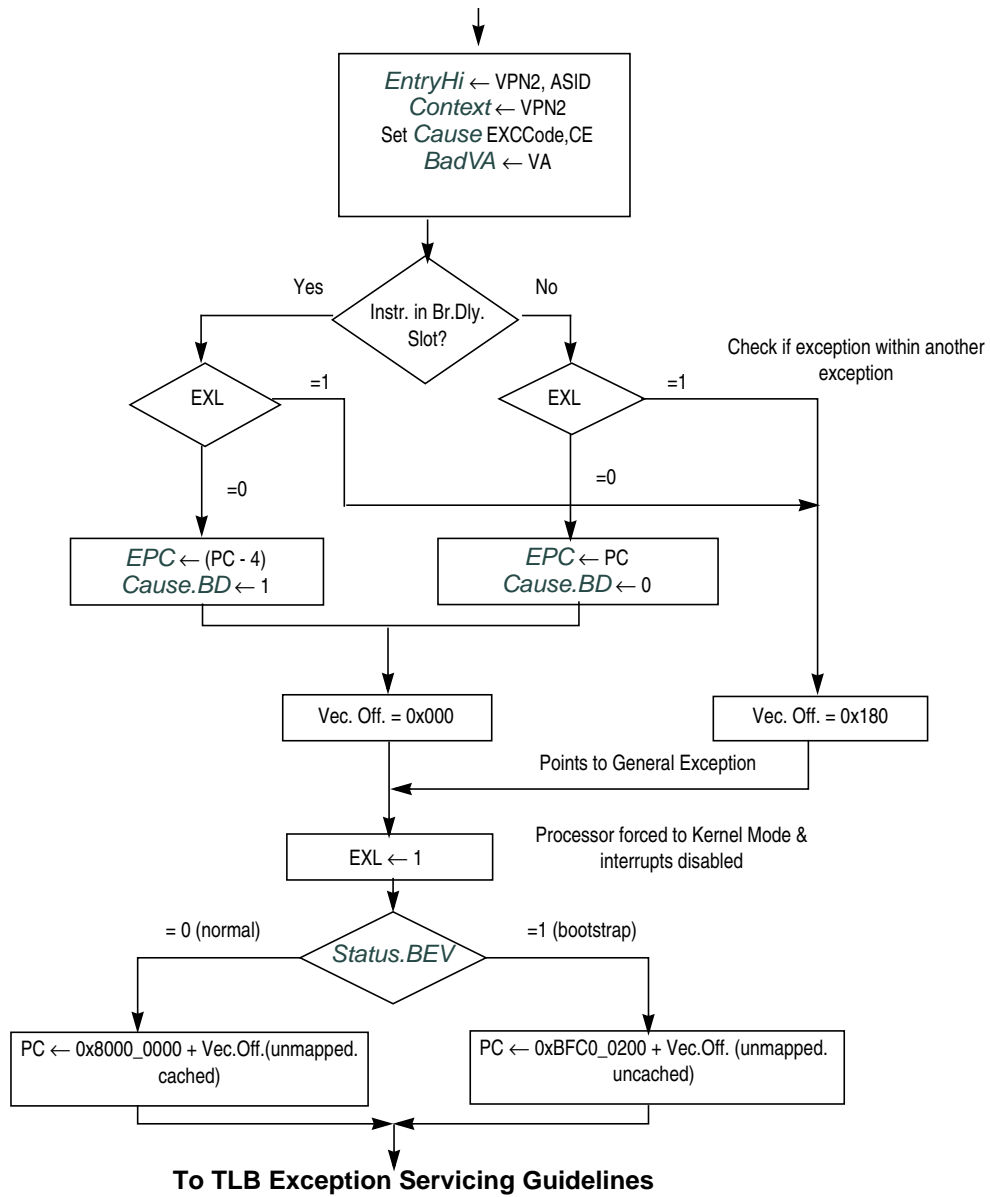 EntryHi ← VPN2, ASID
Context ← VPN2
Set Cause EXCCode,CE
BadVA ← VA
Yes
No
Instr. in Br.Dly.
Slot?
Check if exception within another
exception
EXL
=1
EXL
=1
=0
=0
EPC ← (PC - 4)
Cause.BD ← 1
EPC ← PC
Cause.BD ← 0
Vec. Off. = 0x000
Vec. Off. = 0x180
Points to General Exception
EXL ← 1
Processor forced to Kernel Mode &
interrupts disabled
= 0 (normal)
=1 (bootstrap)
Status.BEV
PC ← 0x8000_0000 + Vec.Off.(unmapped.
cached)
PC ← 0xBFC0_0200 + Vec.Off. (unmapped.
uncached)
To TLB Exception Servicing Guidelines